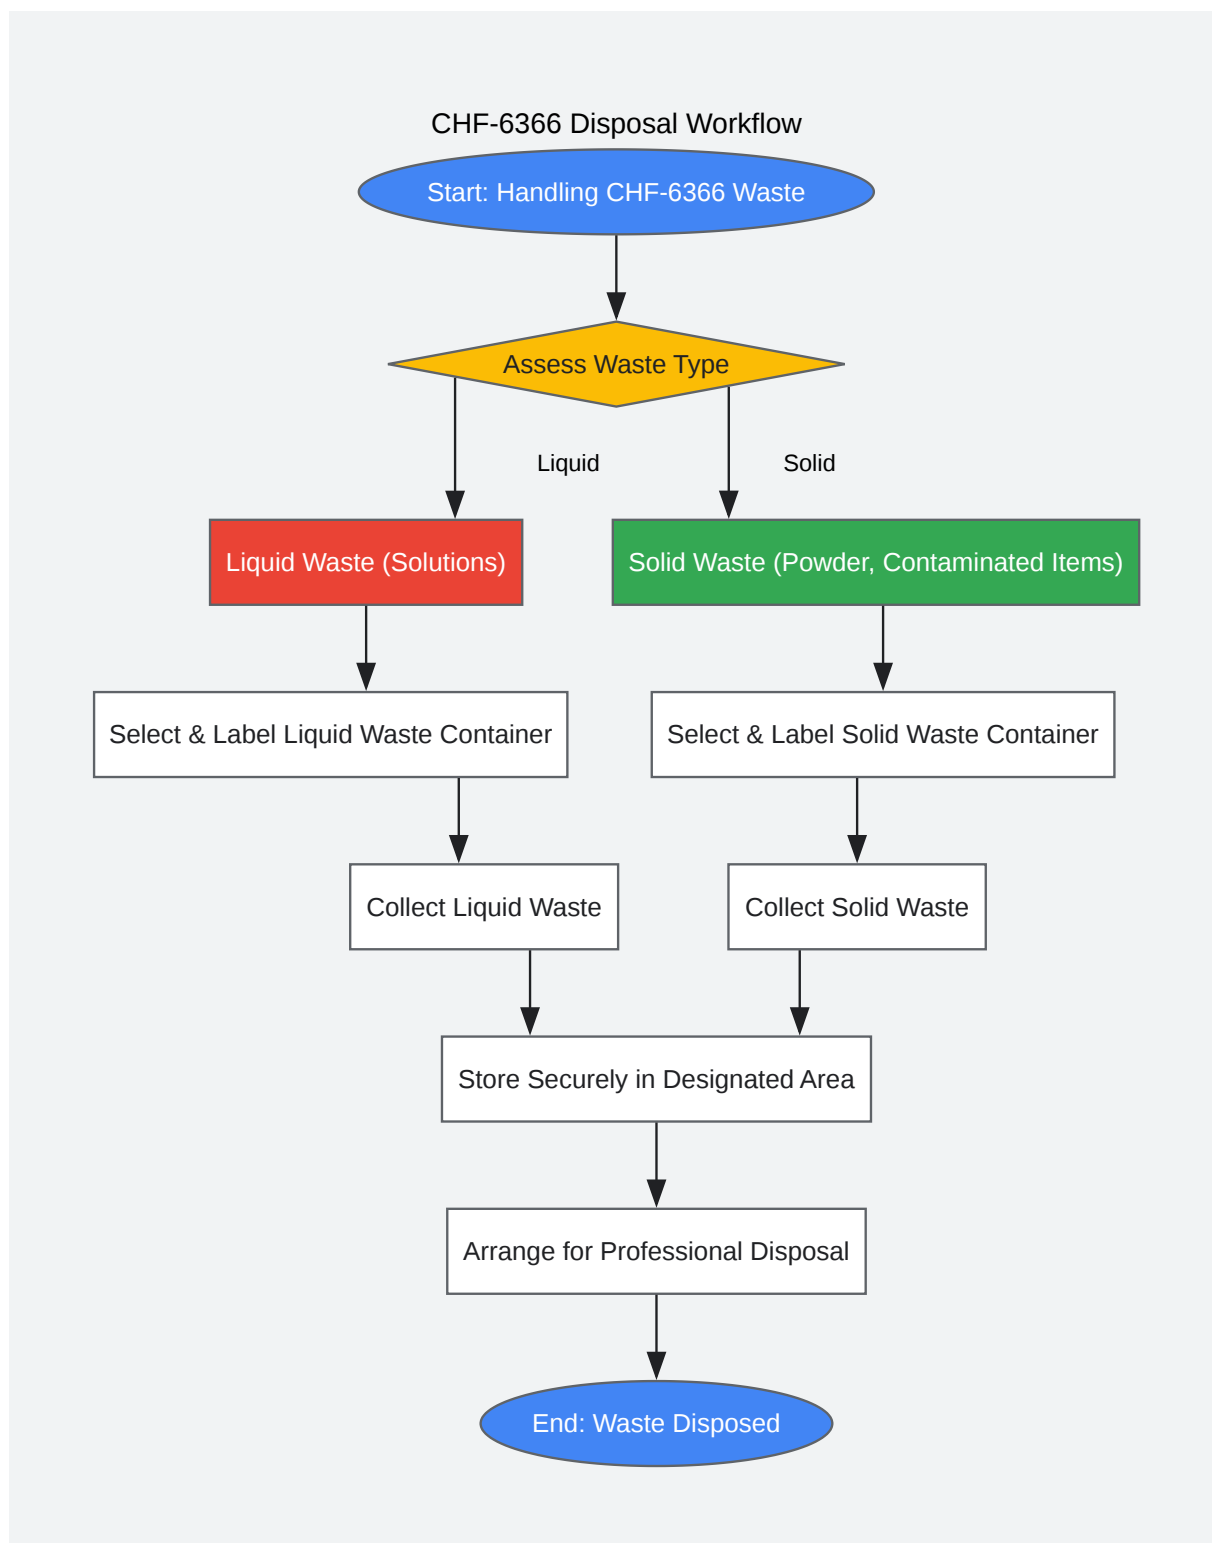 CHF-6366 Disposal Workflow
Start: Handling CHF-6366 Waste
Assess Waste Type
Liquid
Solid
Liquid Waste (Solutions)
Solid Waste (Powder, Contaminated Items)
Select & Label Liquid Waste Container
Select & Label Solid Waste Container
Collect Liquid Waste
Collect Solid Waste
Store Securely in Designated Area
Arrange for Professional Disposal
End: Waste Disposed